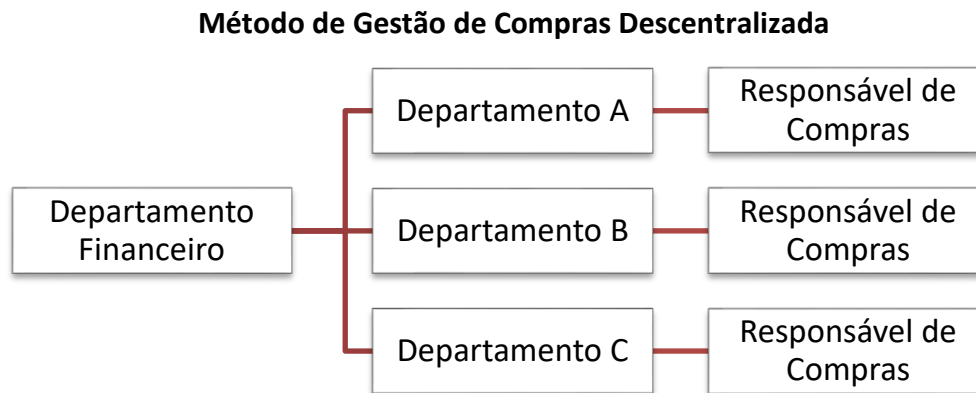 Método de Gestão de Compras Descentralizada
Departamento A
Responsável de
Compras
Departamento
Financeiro
Departamento B
Responsável de
Compras
Departamento C
Responsável de
Compras